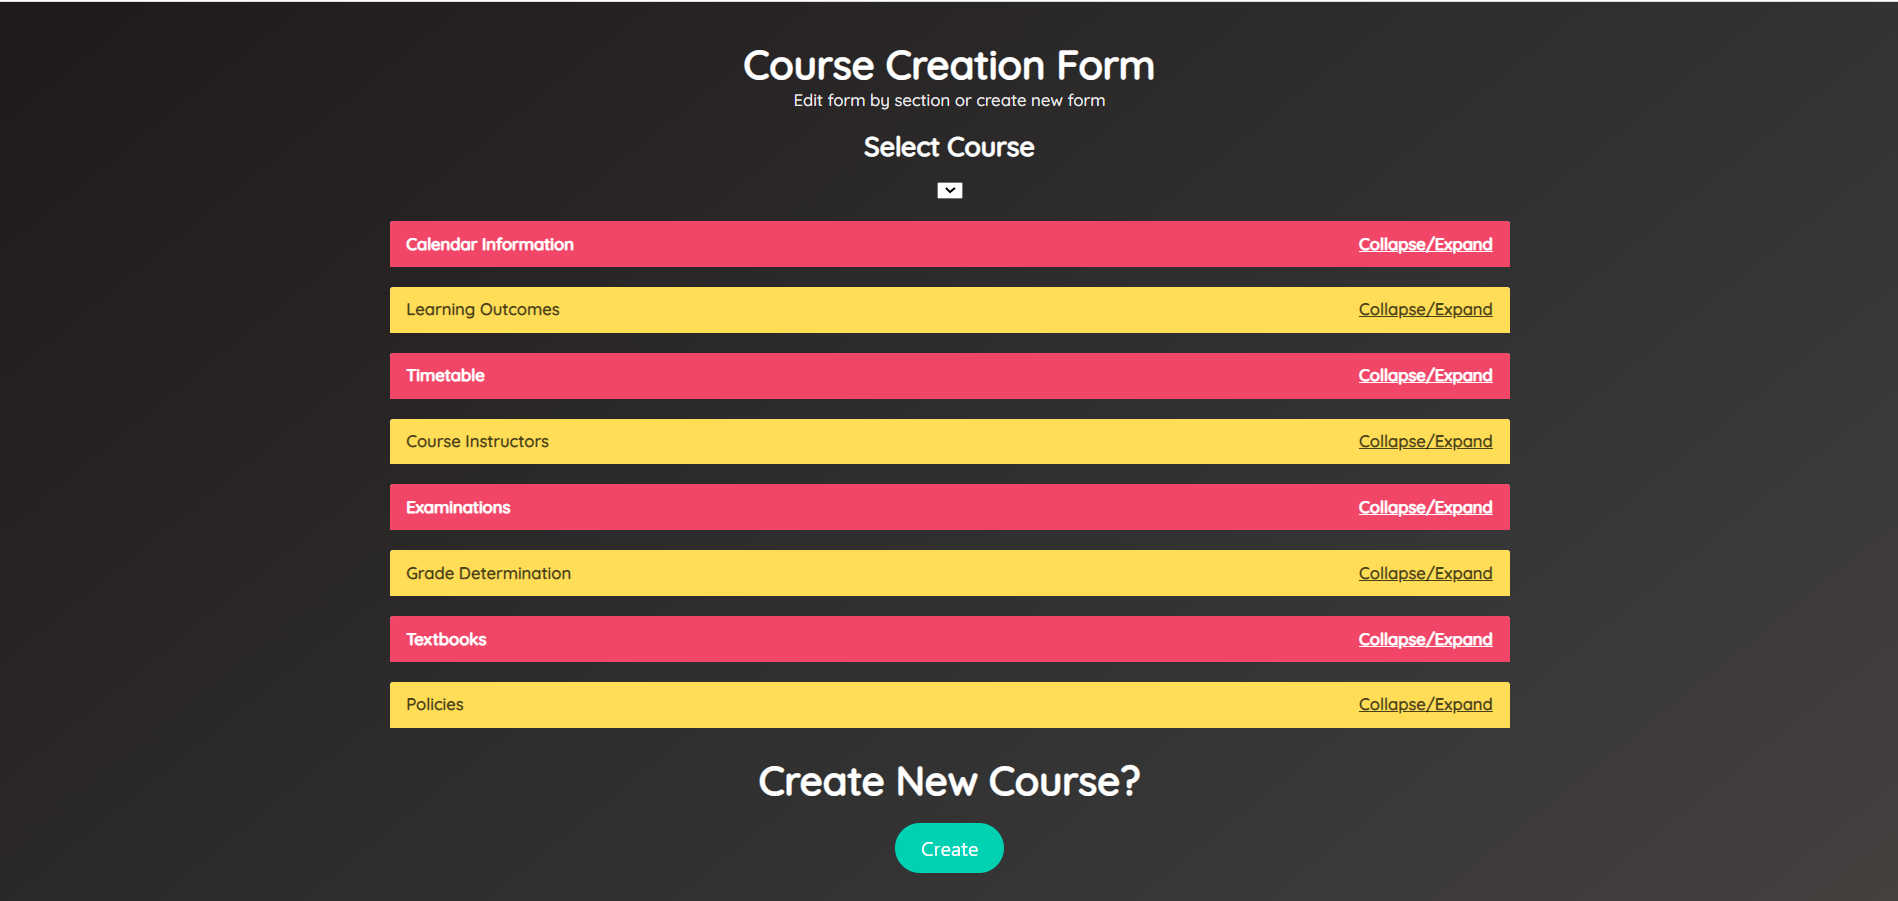 Course Creation Form
Edit form by section or create new form
Select Course
Calendar Information Collapse/Expand
Learning Outcomes Collapse/Expand
Timetable Collapse/Expand
Course Instructors Collapse/Expand
Examinations Collapse/Expand
Grade Determination Collapse/Expand
Textbooks Collapse/Expand
Policies Collapse/Expand
Create New Course?
Create